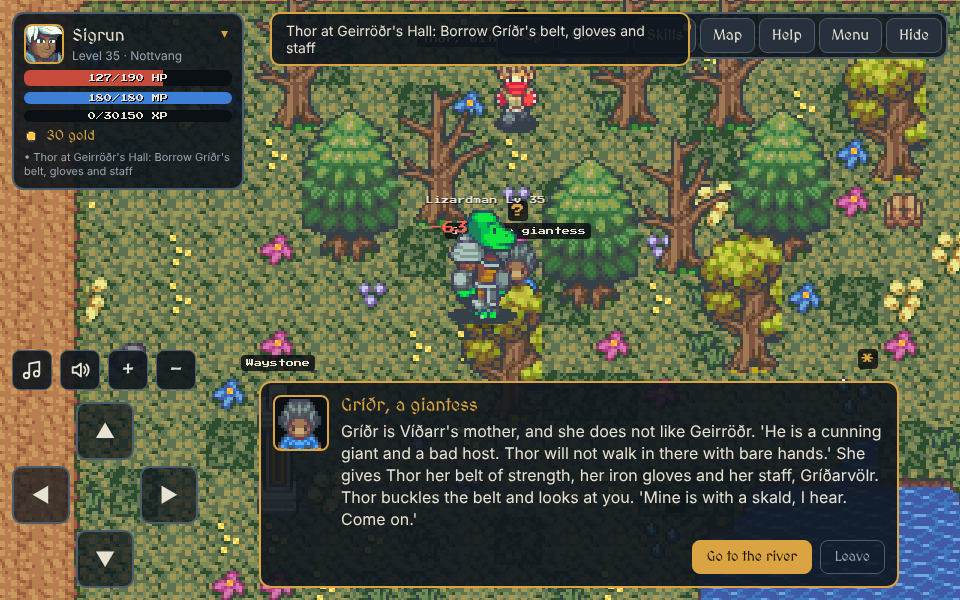 Sigrun
Level 35 · Nottvang
127/190 HP
180/180 MP
0/30150 XP
30 gold
• Thor at Geirröðr's Hall: Borrow Gríðr's
belt, gloves and staff
Thor at Geirröðr's Hall: Borrow Gríðr's belt, gloves and
staff
Skills
Map
Help
Menu
Hide
Lizardman Lv 35
?
-63
giantess
Waystone
Gríðr, a giantess
Gríðr is Víðarr's mother, and she does not like Geirröðr. 'He is a cunning
giant and a bad host. Thor will not walk in there with bare hands.' She
gives Thor her belt of strength, her iron gloves and her staff, Gríðarvölr.
Thor buckles the belt and looks at you. 'Mine is with a skald, I hear.
Come on.'
Go to the river
Leave